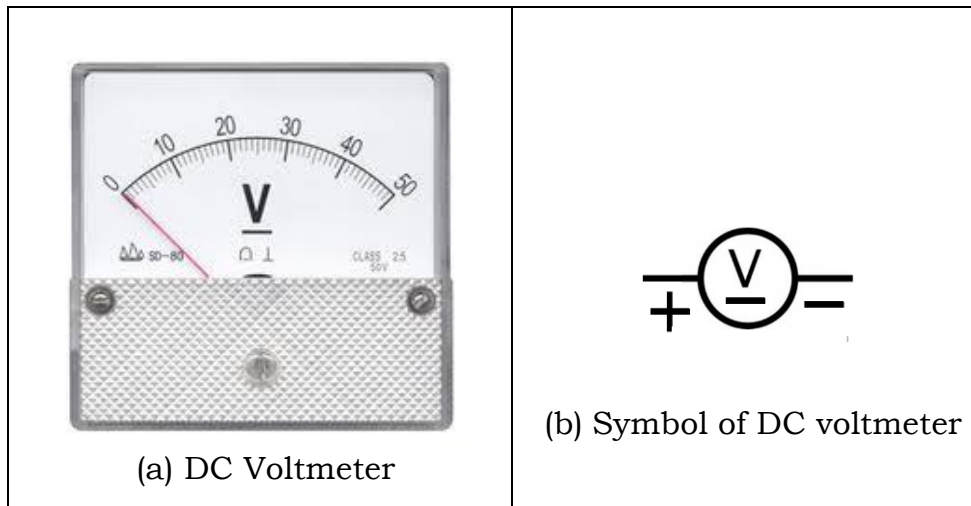 0 10 20 30 40 50
V
SD-80
CLASS 2.5
50V
(a) DC Voltmeter
V
+ −
(b) Symbol of DC voltmeter